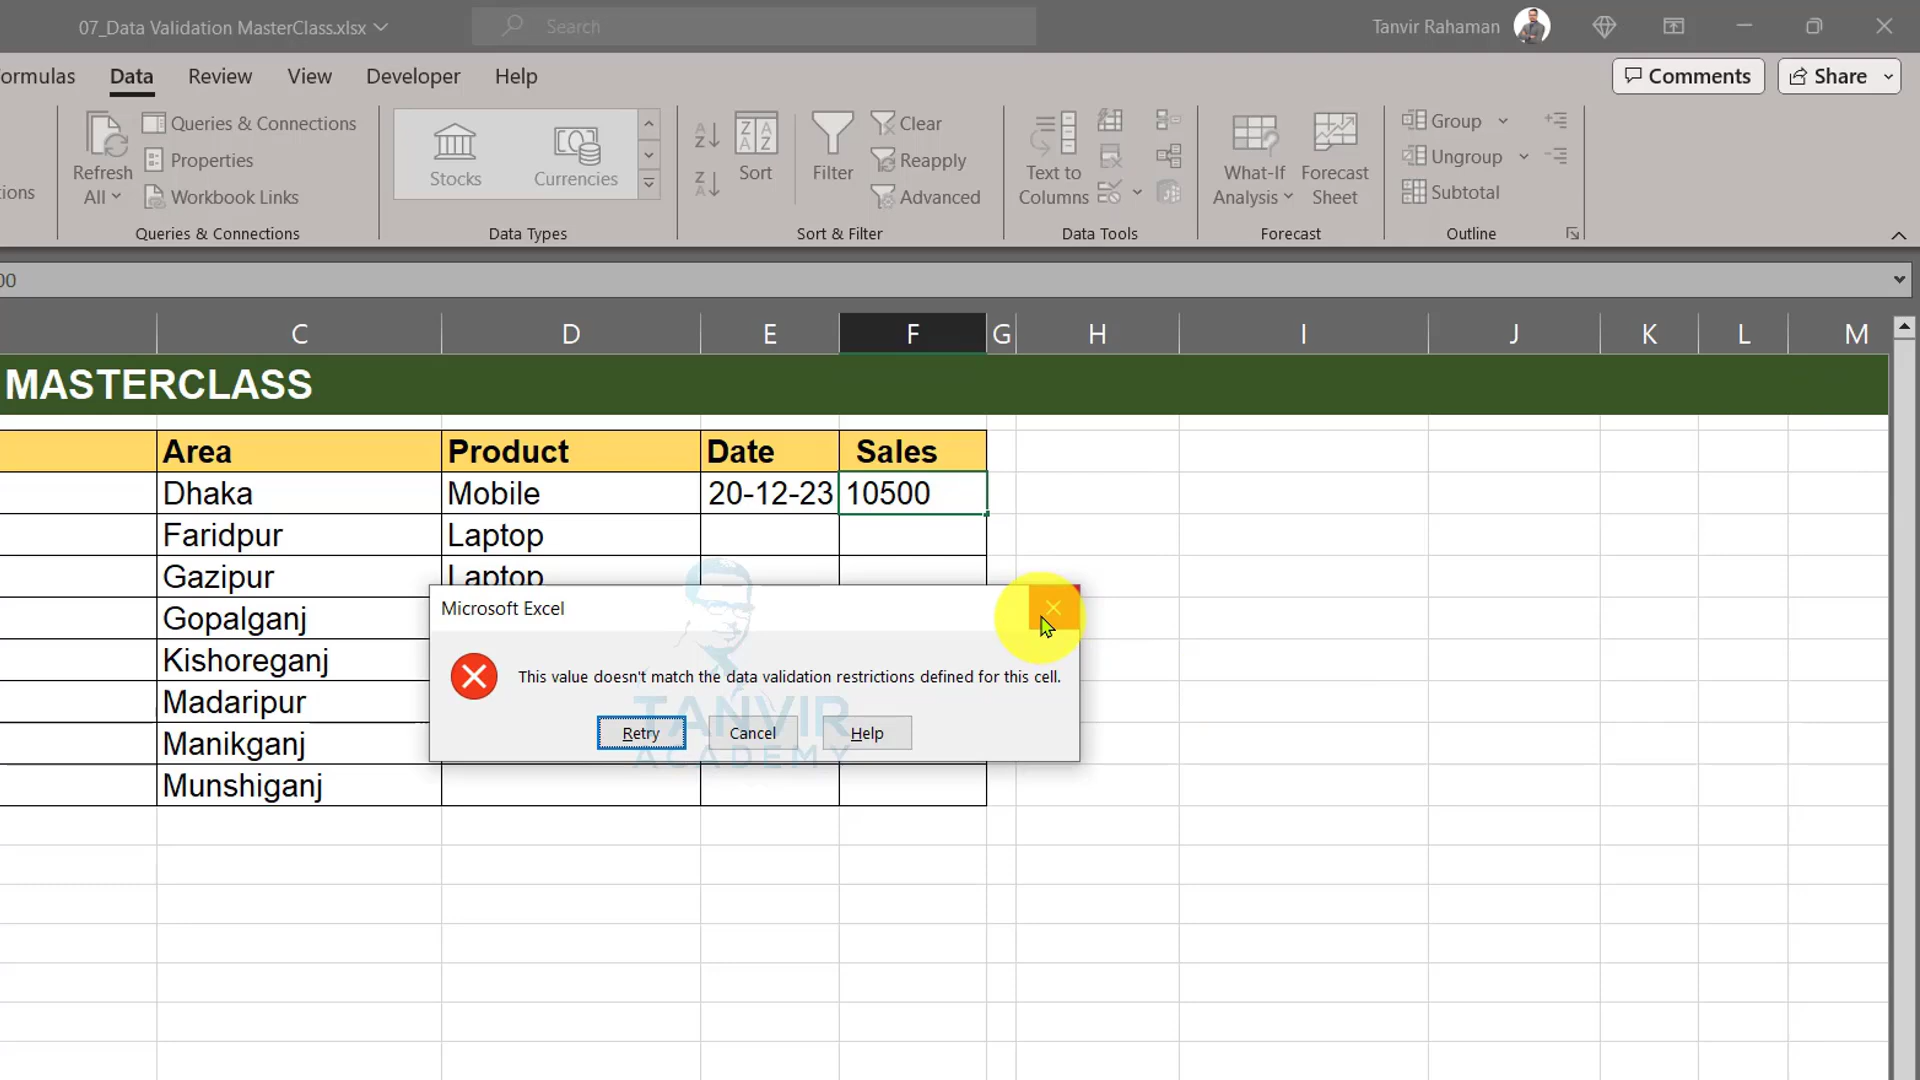 07_Data Validation MasterClass.xlsx
Search
Tanvir Rahaman
ormulas
Data
Review
View
Developer
Help
Comments
Share
tions
Refresh
All
Queries & Connections
Properties
Workbook Links
Queries & Connections
Stocks
Currencies
Data Types
Sort
Filter
Clear
Reapply
Advanced
Sort & Filter
Text to
Columns
Data Tools
What-If
Analysis
Forecast
Sheet
Forecast
Group
Ungroup
Subtotal
Outline
00
C D E F G H I J K L M
MASTERCLASS
Area Product Date Sales
Dhaka Mobile 20-12-23 10500
Faridpur Laptop
Gazipur Laptop
Gopalganj
Kishoreganj
Madaripur
Manikganj
Munshiganj
Microsoft Excel
This value doesn't match the data validation restrictions defined for this cell.
Retry
Cancel
Help
TANVIR
ACADEMY